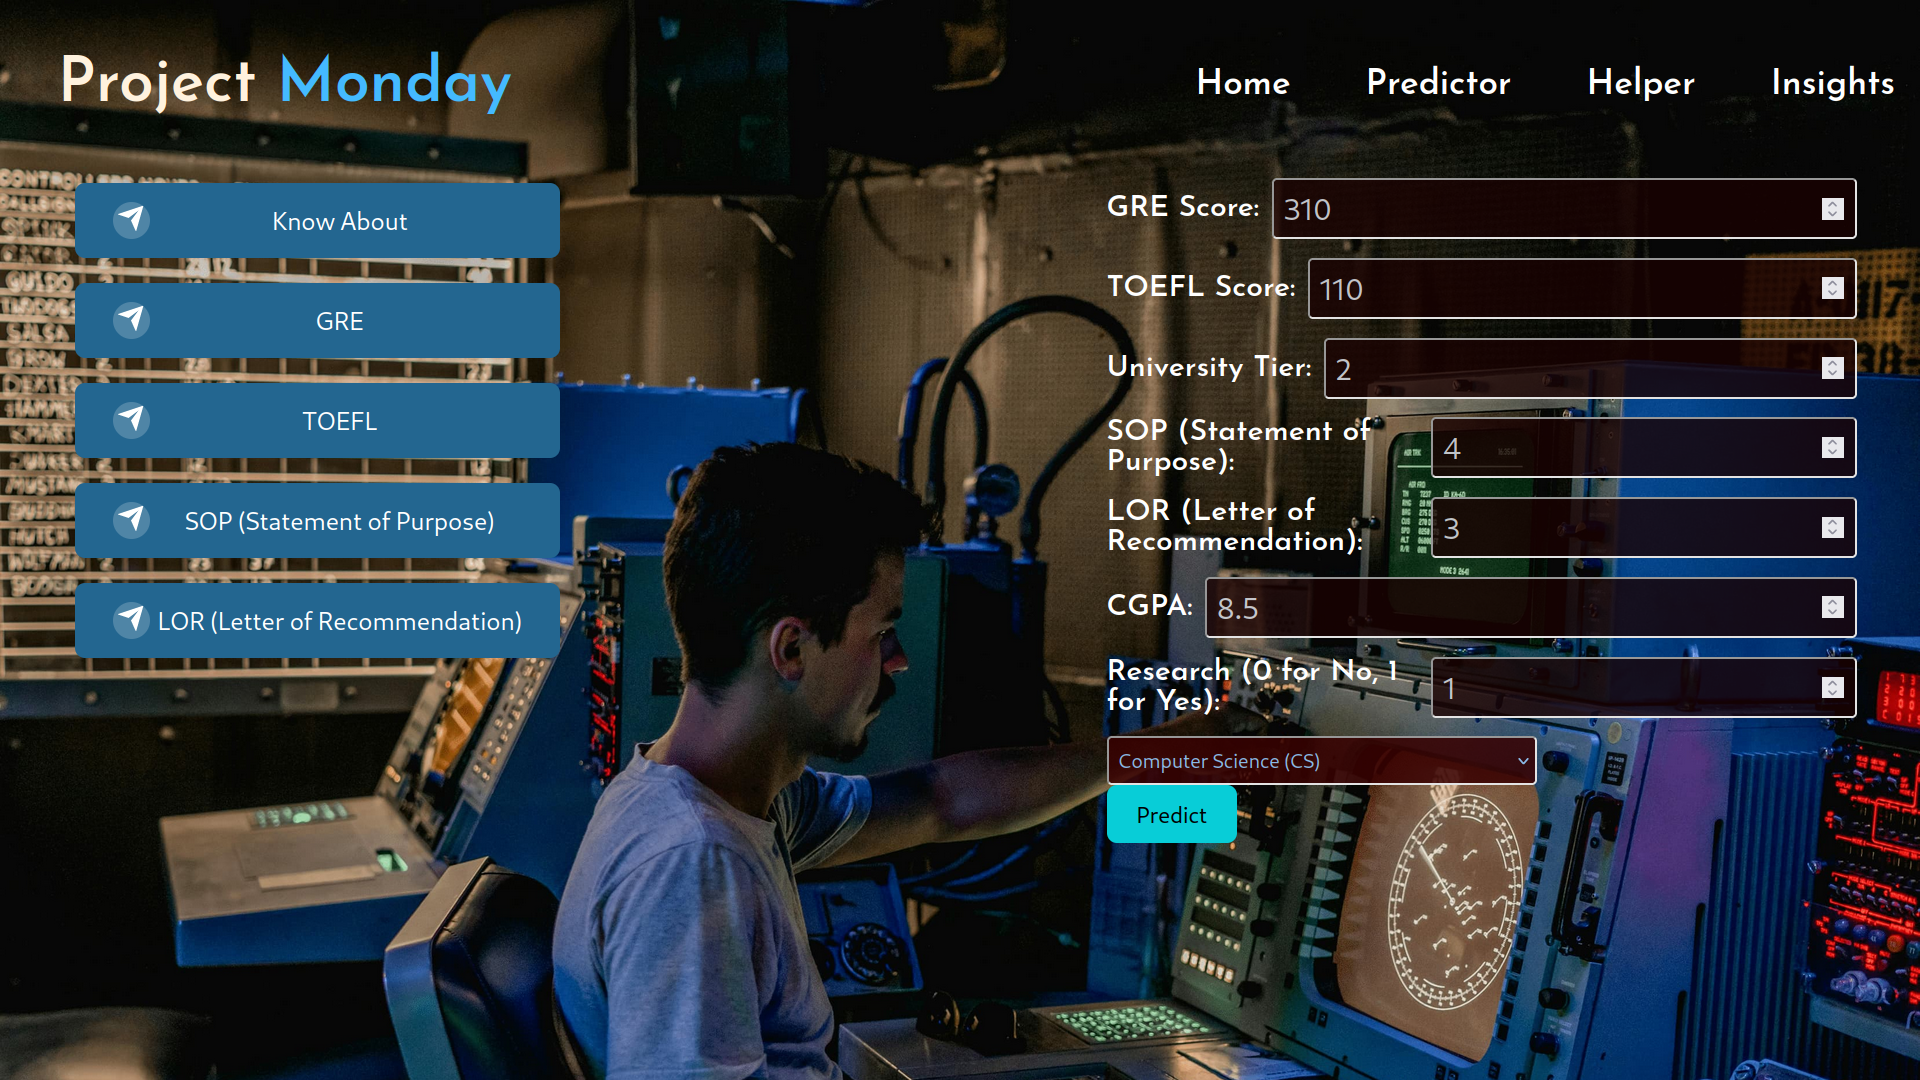 Project Monday
Home
Predictor
Helper
Insights
Know About
GRE
TOEFL
SOP (Statement of Purpose)
LOR (Letter of Recommendation)
GRE Score:
310
TOEFL Score:
110
University Tier:
2
SOP (Statement of
Purpose):
4
LOR (Letter of
Recommendation):
3
CGPA:
8.5
Research (0 for No, 1
for Yes):
1
Computer Science (CS)
Predict